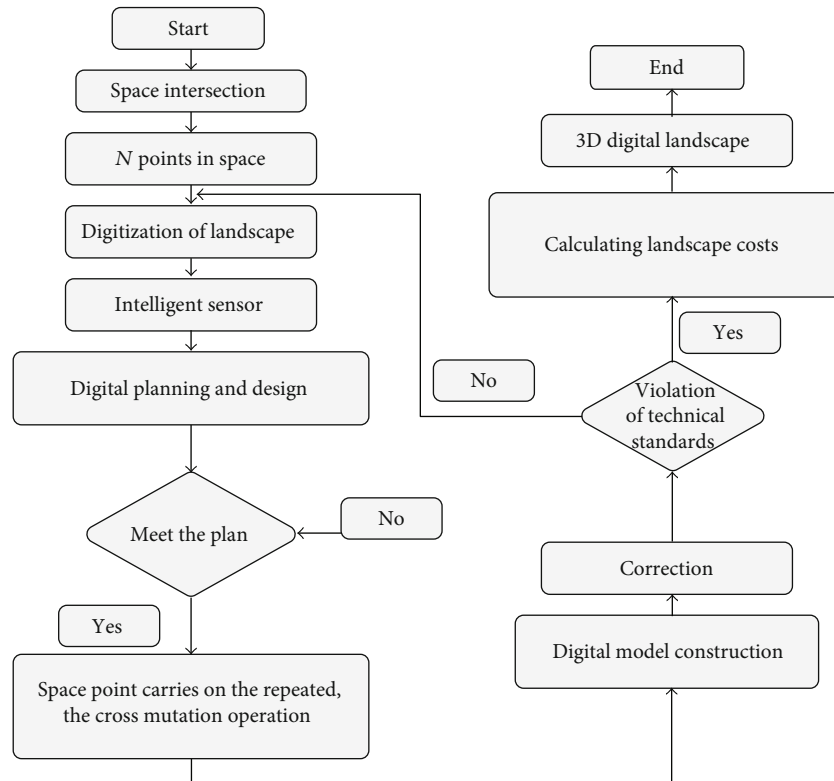 Start
Space intersection
N points in space
Digitization of landscape
Intelligent sensor
Digital planning and design
Meet the plan
No
Yes
Space point carries on the repeated,
the cross mutation operation
End
3D digital landscape
Calculating landscape costs
Yes
No
Violation
of technical
standards
Correction
Digital model construction